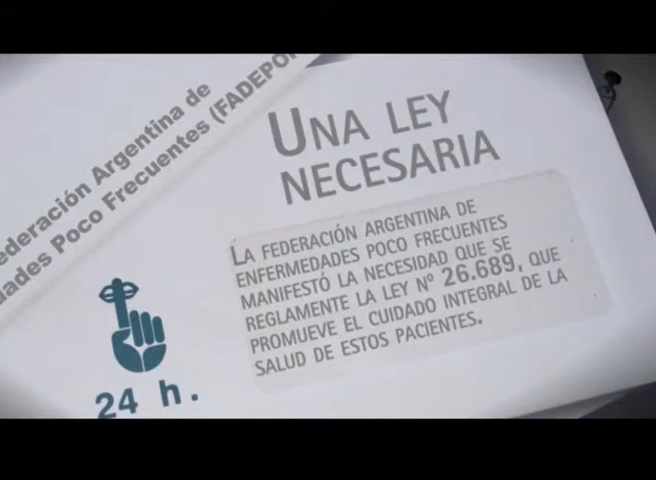 Federación Argentina de
dades Poco Frecuentes (FADEPO
UNA LEY
NECESARIA
LA FEDERACIÓN ARGENTINA DE
ENFERMEDADES POCO FRECUENTES
MANIFESTÓ LA NECESIDAD QUE SE
REGLAMENTE LA LEY Nº 26.689, QUE
PROMUEVE EL CUIDADO INTEGRAL DE LA
SALUD DE ESTOS PACIENTES.
24 h.